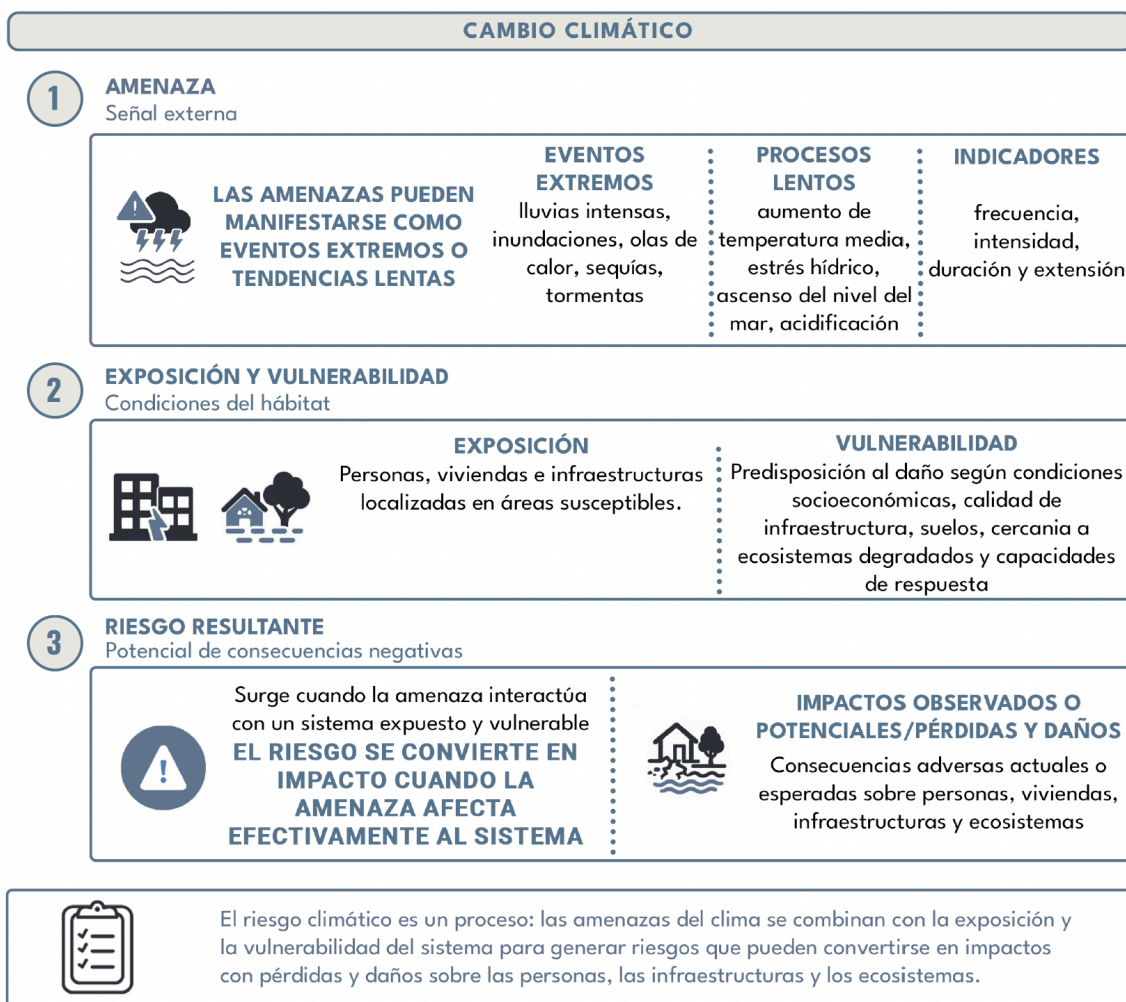 CAMBIO CLIMÁTICO
1
AMENAZA
Señal externa
LAS AMENAZAS PUEDEN
MANIFESTARSE COMO
EVENTOS EXTREMOS O
TENDENCIAS LENTAS
EVENTOS
EXTREMOS
lluvias intensas,
inundaciones, olas de
calor, sequías,
tormentas
PROCESOS
LENTOS
aumento de
temperatura media,
estrés hídrico,
ascenso del nivel del
mar, acidificación
INDICADORES
frecuencia,
intensidad,
duración y extensión
2
EXPOSICIÓN Y VULNERABILIDAD
Condiciones del hábitat
EXPOSICIÓN
Personas, viviendas e infraestructuras
localizadas en áreas susceptibles.
VULNERABILIDAD
Predisposición al daño según condiciones
socioeconómicas, calidad de
infraestructura, suelos, cercania a
ecosistemas degradados y capacidades
de respuesta
3
RIESGO RESULTANTE
Potencial de consecuencias negativas
Surge cuando la amenaza interactúa
con un sistema expuesto y vulnerable
EL RIESGO SE CONVIERTE EN
IMPACTO CUANDO LA
AMENAZA AFECTA
EFECTIVAMENTE AL SISTEMA
IMPACTOS OBSERVADOS O
POTENCIALES/PÉRDIDAS Y DAÑOS
Consecuencias adversas actuales o
esperadas sobre personas, viviendas,
infraestructuras y ecosistemas
El riesgo climático es un proceso: las amenazas del clima se combinan con la exposición y
la vulnerabilidad del sistema para generar riesgos que pueden convertirse en impactos
con pérdidas y daños sobre las personas, las infraestructuras y los ecosistemas.